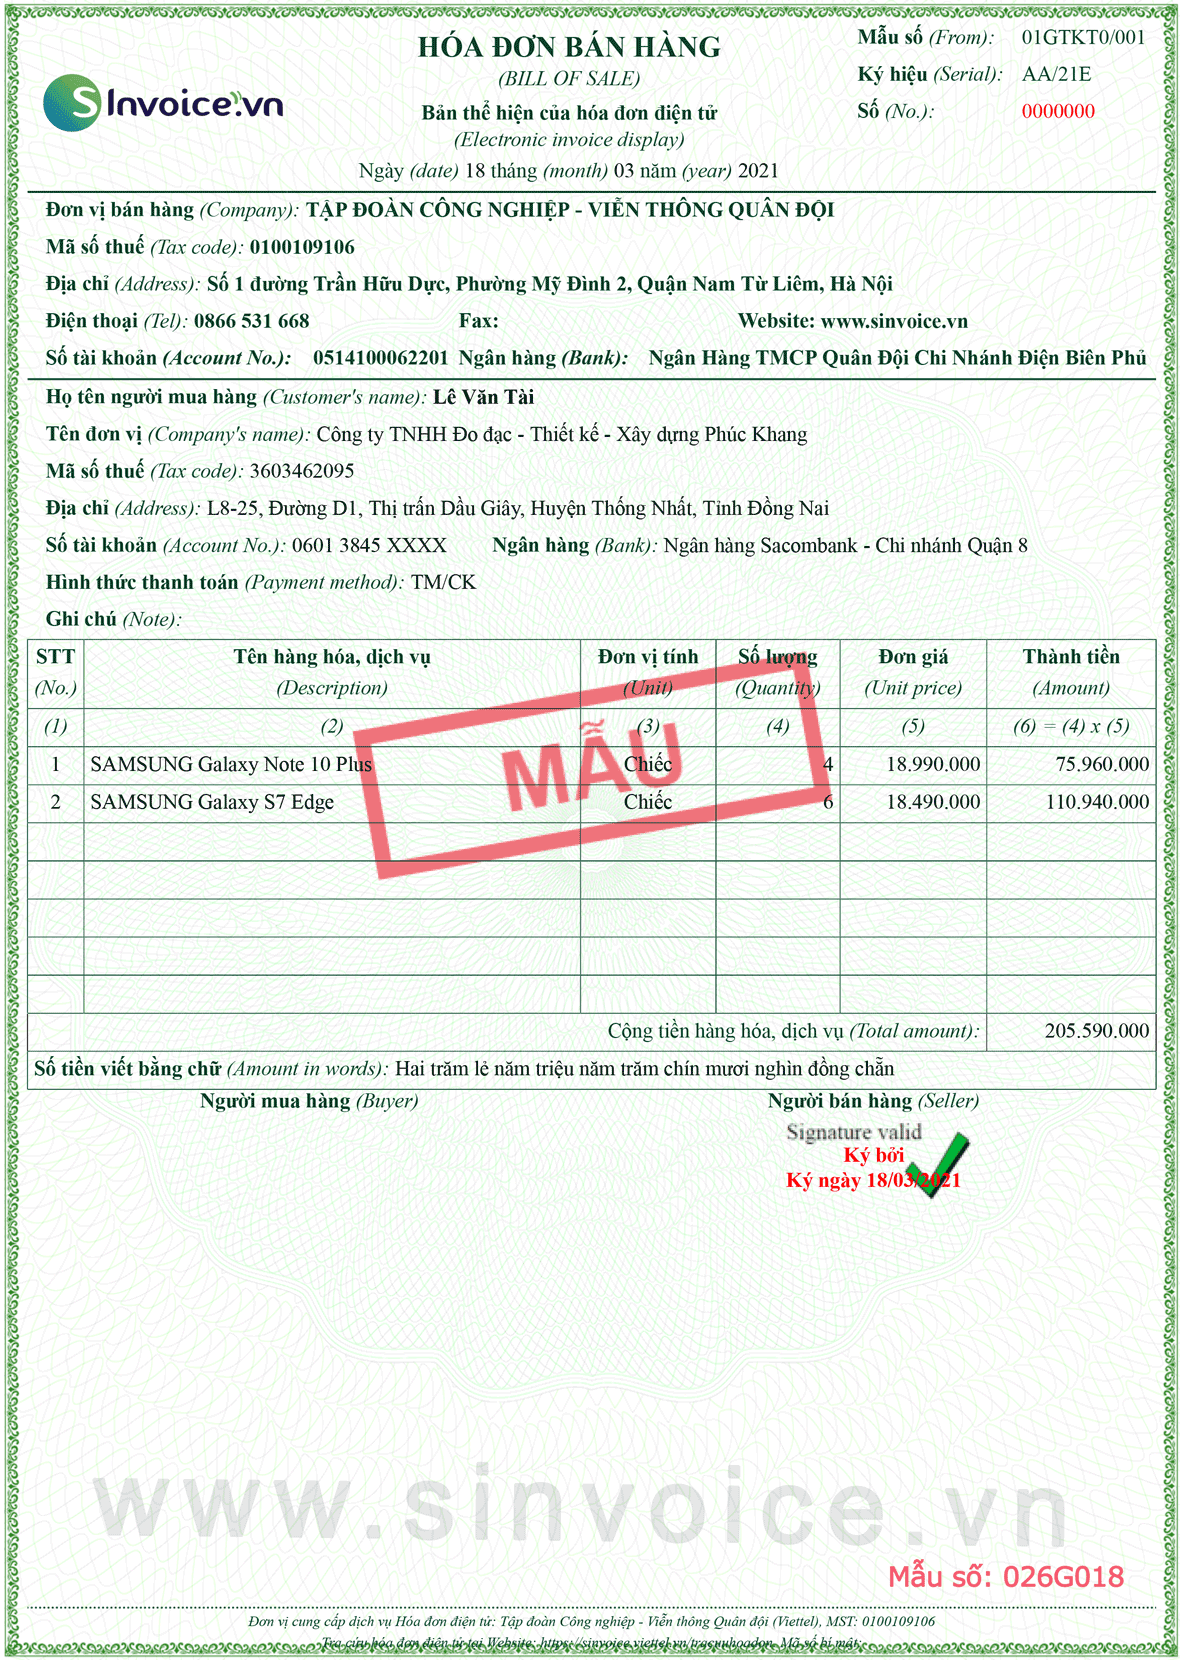 HÓA ĐƠN BÁN HÀNG
(BILL OF SALE)
Bản thể hiện của hóa đơn điện tử
(Electronic invoice display)
Ngày (date) 18 tháng (month) 03 năm (year) 2021
Mẫu số (From): 01GTKT0/001
Ký hiệu (Serial): AA/21E
Số (No.): 0000000
SInvoice.vn
Đơn vị bán hàng (Company): TẬP ĐOÀN CÔNG NGHIỆP - VIỄN THÔNG QUÂN ĐỘI
Mã số thuế (Tax code): 0100109106
Địa chỉ (Address): Số 1 đường Trần Hữu Dực, Phường Mỹ Đình 2, Quận Nam Từ Liêm, Hà Nội
Điện thoại (Tel): 0866 531 668 Fax: Website: www.sinvoice.vn
Số tài khoản (Account No.): 0514100062201 Ngân hàng (Bank): Ngân Hàng TMCP Quân Đội Chi Nhánh Điện Biên Phủ
Họ tên người mua hàng (Customer's name): Lê Văn Tài
Tên đơn vị (Company's name): Công ty TNHH Đo đạc - Thiết kế - Xây dựng Phúc Khang
Mã số thuế (Tax code): 3603462095
Địa chỉ (Address): L8-25, Đường D1, Thị trấn Dầu Giây, Huyện Thống Nhất, Tỉnh Đồng Nai
Số tài khoản (Account No.): 0601 3845 XXXX Ngân hàng (Bank): Ngân hàng Sacombank - Chi nhánh Quận 8
Hình thức thanh toán (Payment method): TM/CK
Ghi chú (Note):
STT Tên hàng hóa, dịch vụ Đơn vị tính Số lượng Đơn giá Thành tiền
(No.) (Description) (Unit) (Quantity) (Unit price) (Amount)
(1) (2) (3) (4) (5) (6) = (4) x (5)
1 SAMSUNG Galaxy Note 10 Plus Chiếc 4 18.990.000 75.960.000
2 SAMSUNG Galaxy S7 Edge Chiếc 6 18.490.000 110.940.000
MẪU
Cộng tiền hàng hóa, dịch vụ (Total amount): 205.590.000
Số tiền viết bằng chữ (Amount in words): Hai trăm lẻ năm triệu năm trăm chín mươi nghìn đồng chẵn
Người mua hàng (Buyer) Người bán hàng (Seller)
Signature valid
Ký bởi
Ký ngày 18/03/2021
www.sinvoice.vn
Mẫu số: 026G018
Đơn vị cung cấp dịch vụ Hóa đơn điện tử: Tập đoàn Công nghiệp - Viễn thông Quân đội (Viettel), MST: 0100109106
Tra cứu hóa đơn điện tử tại Website: https://sinvoice.viettel.vn/tracuuhoadon. Mã số bí mật: